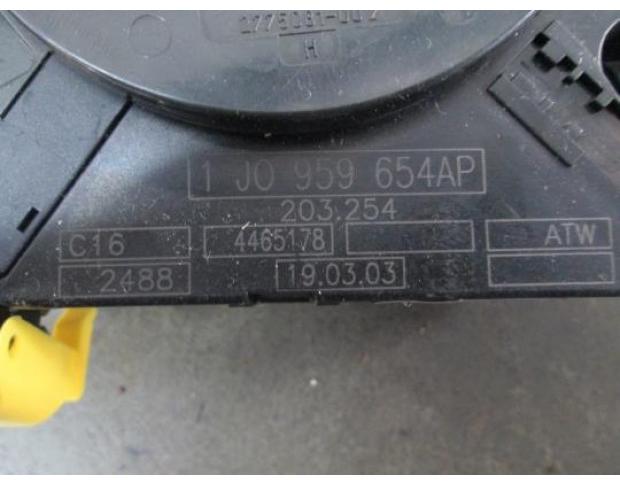 H
1 J0 959 654AP
203.254
C16 4465178 ATW
2488 19.03.03